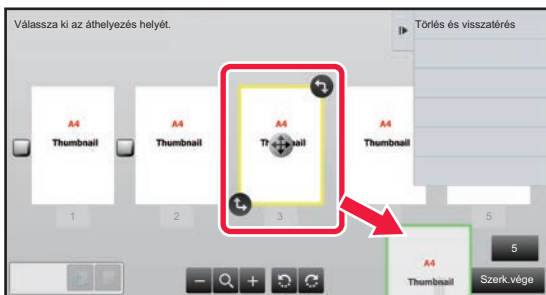 Válassza ki az áthelyezés helyét.
Törlés és visszatérés
A4
Thumbnail
A4
Thumbnail
A4
Thumbnail
A4
Thumbnail
1
2
3
5
5
A4
Thumbnail
Szerk.vége